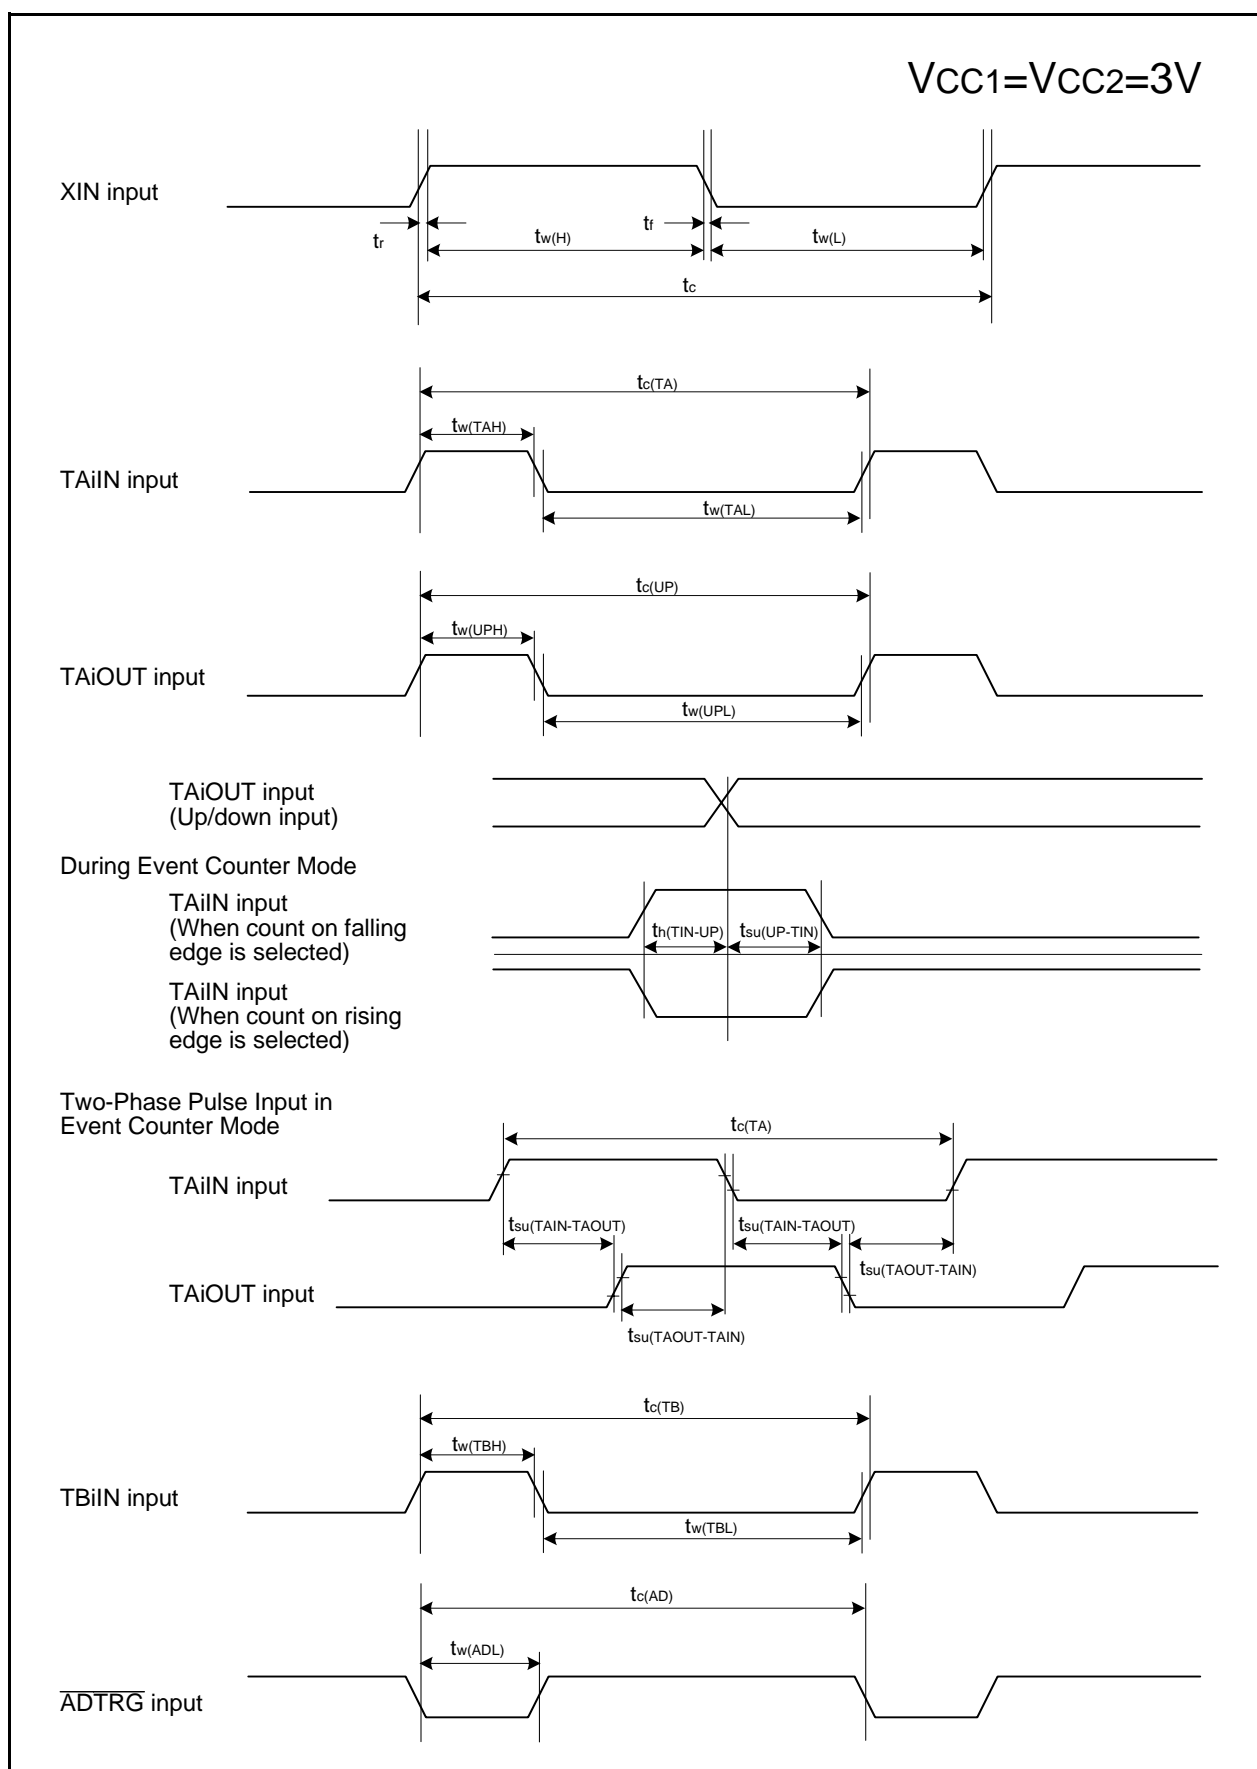 VCC1=VCC2=3V
XIN input
tr
tw(H)
tf
tw(L)
tc
tc(TA)
tw(TAH)
TAiIN input
tw(TAL)
tc(UP)
tw(UPH)
TAiOUT input
tw(UPL)
TAiOUT input
(Up/down input)
During Event Counter Mode
TAiIN input
(When count on falling
edge is selected)
th(TIN-UP)
tsu(UP-TIN)
TAiIN input
(When count on rising
edge is selected)
Two-Phase Pulse Input in
Event Counter Mode
tc(TA)
TAiIN input
tsu(TAIN-TAOUT)
tsu(TAIN-TAOUT)
tsu(TAOUT-TAIN)
TAiOUT input
tsu(TAOUT-TAIN)
tc(TB)
tw(TBH)
TBiIN input
tw(TBL)
tc(AD)
tw(ADL)
ADTRG input